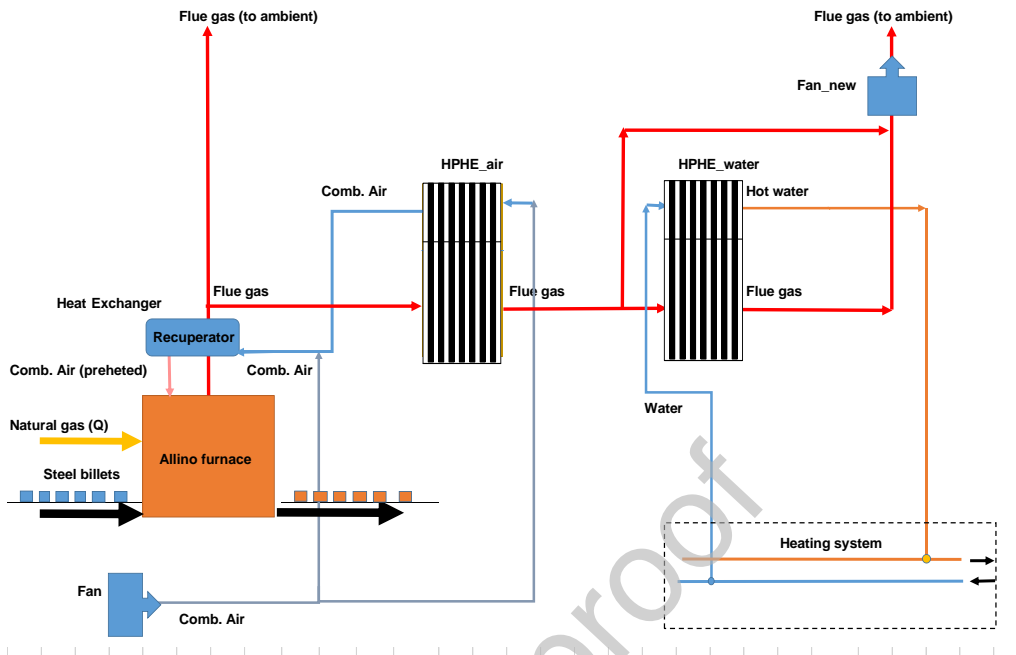 Flue gas (to ambient)
Flue gas (to ambient)
Fan_new
HPHE_air
HPHE_water
Comb. Air
Hot water
Heat Exchanger
Flue gas
Flue gas
Flue gas
Recuperator
Comb. Air (preheted)
Comb. Air
Water
Natural gas (Q)
Allino furnace
Steel billets
Heating system
Fan
Comb. Air
proof